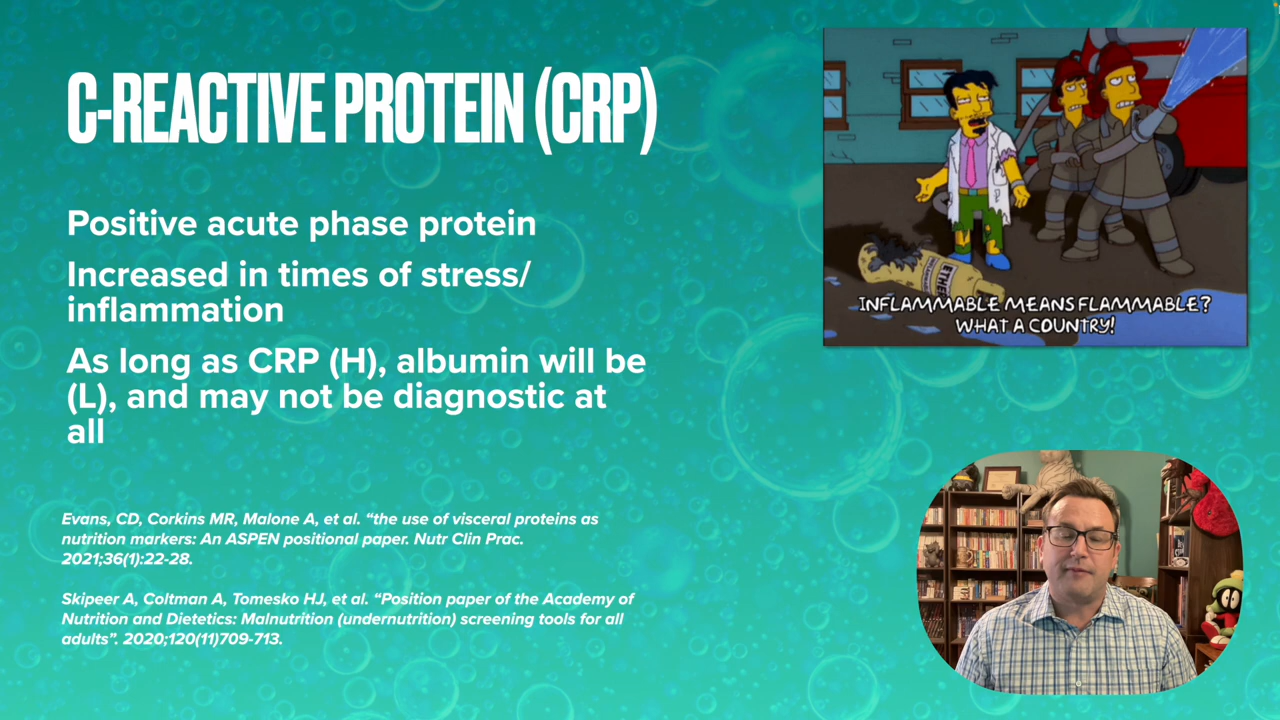 C-REACTIVE PROTEIN (CRP)
Positive acute phase protein
Increased in times of stress/
inflammation
As long as CRP (H), albumin will be
(L), and may not be diagnostic at
all
Evans, CD, Corkins MR, Malone A, et al. “the use of visceral proteins as
nutrition markers: An ASPEN positional paper. Nutr Clin Prac.
2021;36(1):22-28.
Skipeer A, Coltman A, Tomesko HJ, et al. “Position paper of the Academy of
Nutrition and Dietetics: Malnutrition (undernutrition) screening tools for all
adults”. 2020;120(11)709-713.
ETHER
INFLAMMABLE MEANS FLAMMABLE?
WHAT A COUNTRY!